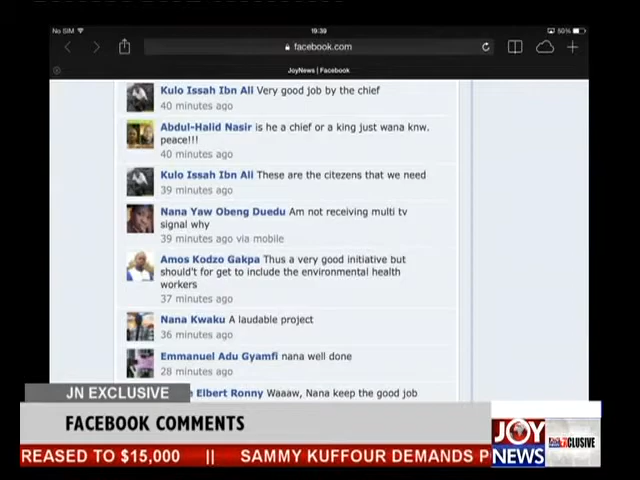 No SIM
19:39
50%
facebook.com
JoyNews | Facebook
Kulo Issah Ibn Ali Very good job by the chief
40 minutes ago
Abdul-Halid Nasir is he a chief or a king just wana knw.
peace!!!
40 minutes ago
Kulo Issah Ibn Ali These are the citezens that we need
39 minutes ago
Nana Yaw Obeng Duedu Am not receiving multi tv
signal why
39 minutes ago via mobile
Amos Kodzo Gakpa Thus a very good initiative but
should't for get to include the environmental health
workers
37 minutes ago
Nana Kwaku A laudable project
36 minutes ago
Emmanuel Adu Gyamfi nana well done
28 minutes ago
e Elbert Ronny Waaaw, Nana keep the good job
JN EXCLUSIVE
FACEBOOK COMMENTS
JOY
NEWS
CLUSIVE
REASED TO $15,000 || SAMMY KUFFOUR DEMANDS P